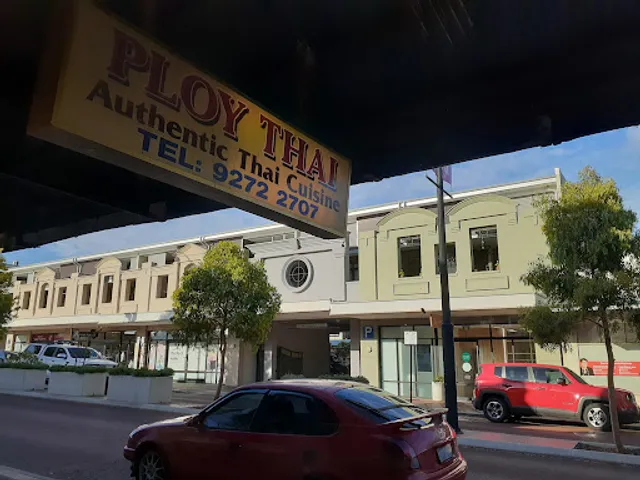 PLOY THAI
Authentic Thai Cuisine
TEL: 9272 2707
P